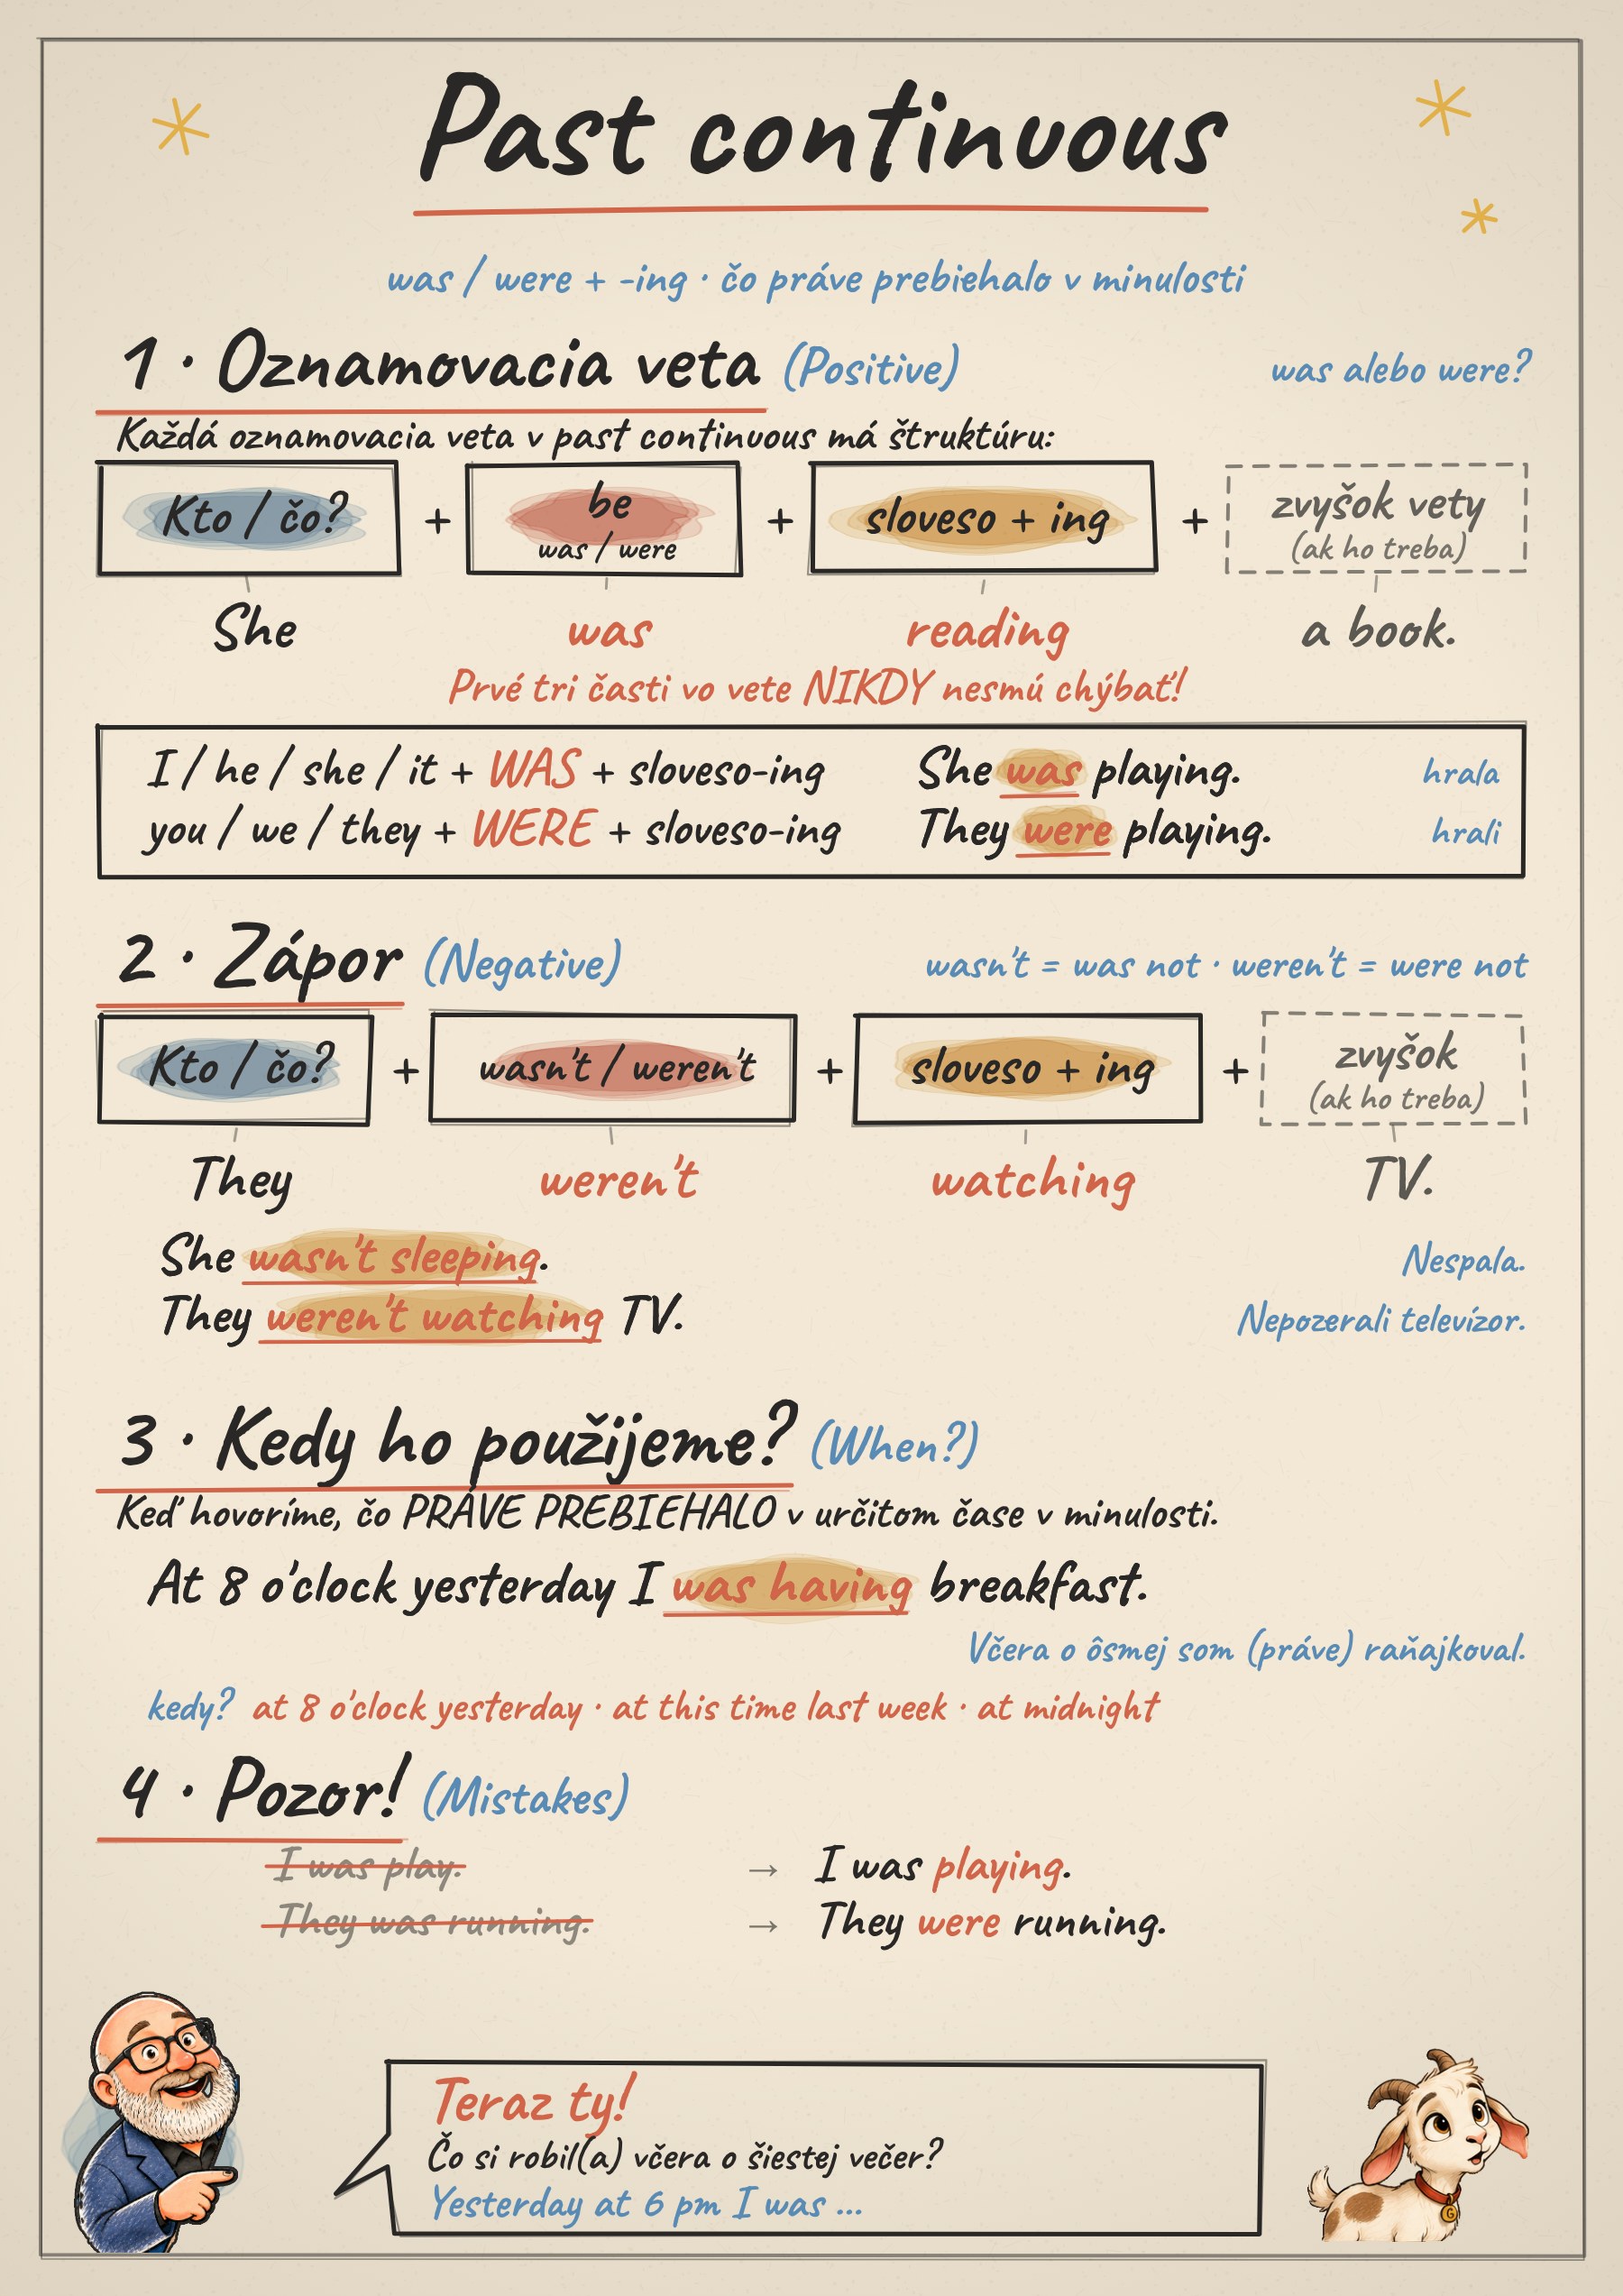 Past continuous
was / were + -ing · čo práve prebiehalo v minulosti
1 · Oznamovacia veta (Positive) was alebo were?
Každá oznamovacia veta v past continuous má štruktúru:
Kto / čo? + be + sloveso + ing + zvyšok vety
was / were (ak ho treba)
She was reading a book.
Prvé tri časti vo vete NIKDY nesmú chýbať!
I / he / she / it + WAS + sloveso-ing She was playing. hrala
you / we / they + WERE + sloveso-ing They were playing. hrali
2 · Zápor (Negative) wasn't = was not · weren't = were not
Kto / čo? + wasn't / weren't + sloveso + ing + zvyšok
(ak ho treba)
They weren't watching TV.
She wasn't sleeping. Nespala.
They weren't watching TV. Nepozerali televízor.
3 · Kedy ho použijeme? (When?)
Keď hovoríme, čo PRÁVE PREBIEHALO v určitom čase v minulosti.
At 8 o'clock yesterday I was having breakfast.
Včera o ôsmej som (práve) raňajkoval.
kedy? at 8 o'clock yesterday · at this time last week · at midnight
4 · Pozor! (Mistakes)
I was play. → I was playing.
They was running. → They were running.
Teraz ty!
Čo si robil(a) včera o šiestej večer?
Yesterday at 6 pm I was ...
G